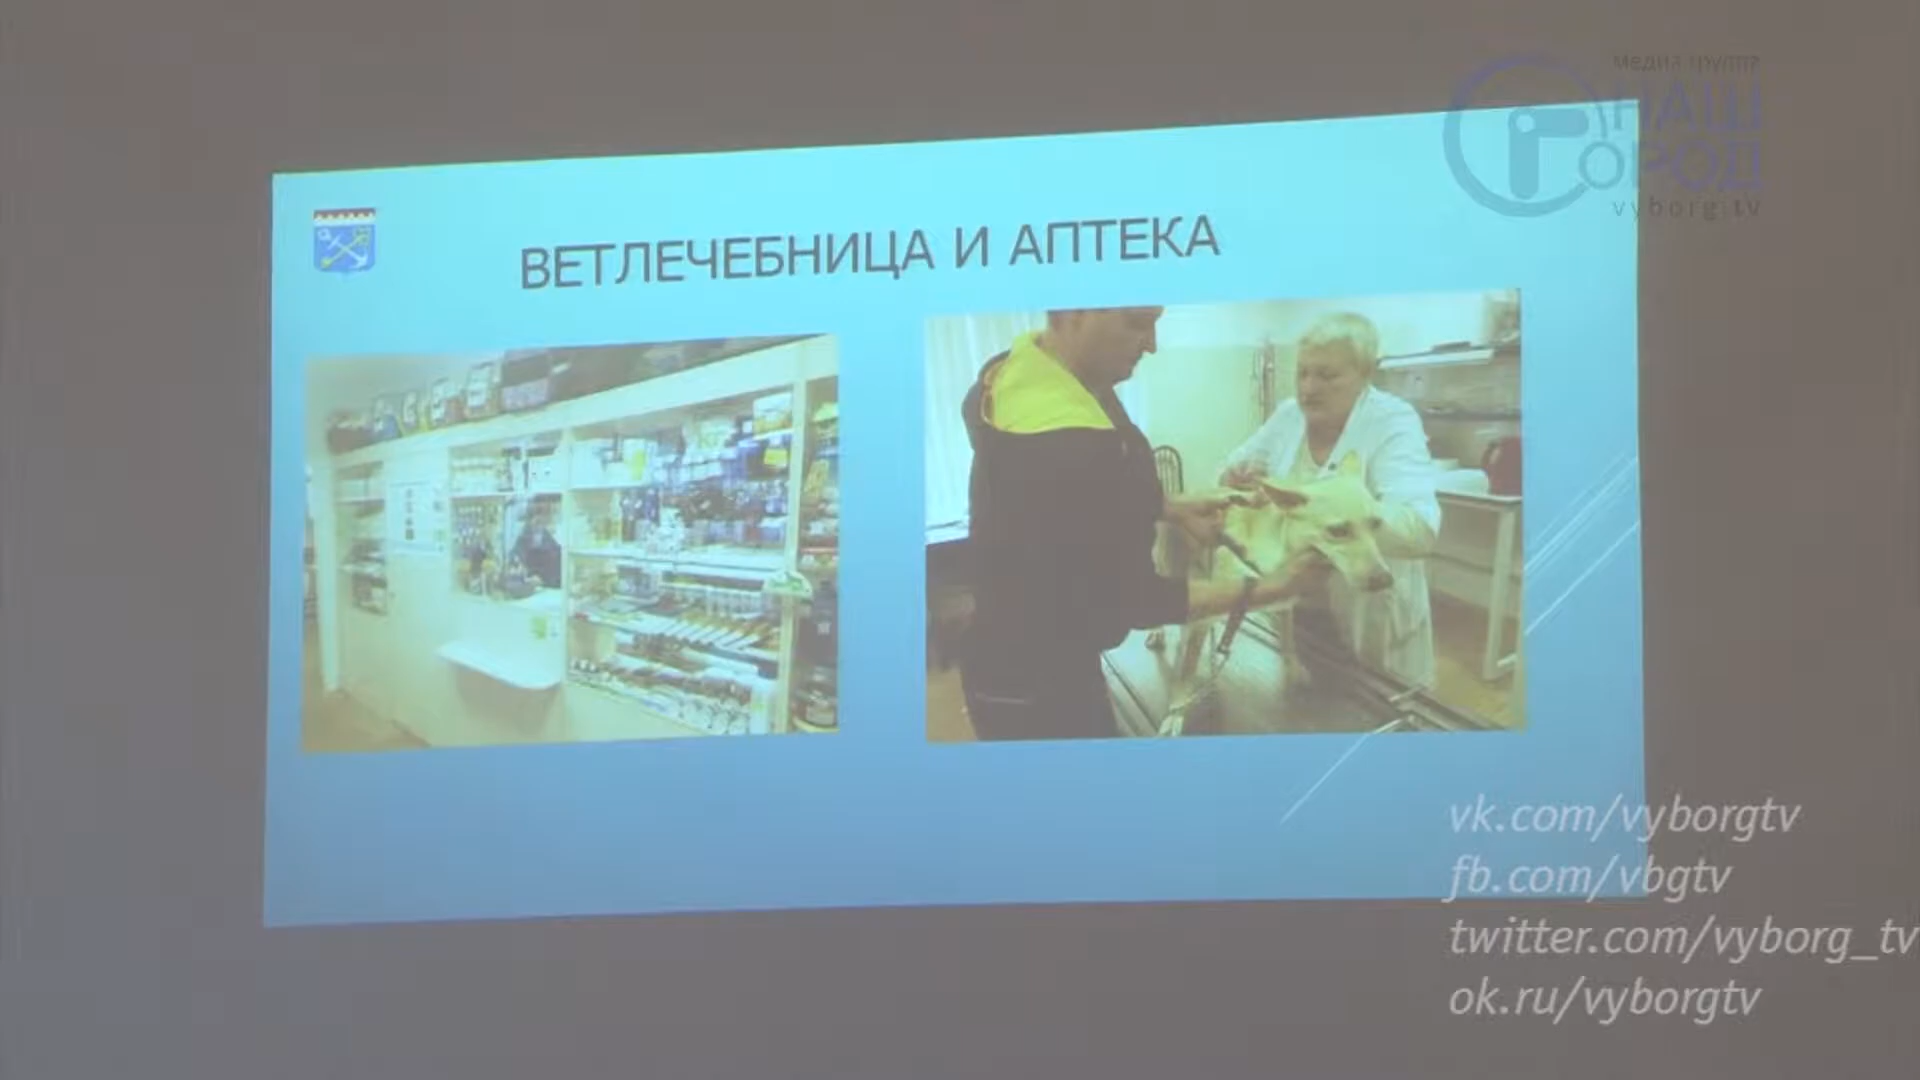 медиа группа
НАШ
ГОРОД
vyborg.tv
ВЕТЛЕЧЕБНИЦА И АПТЕКА
vk.com/vyborgtv
fb.com/vbgtv
twitter.com/vyborg_tv
ok.ru/vyborgtv